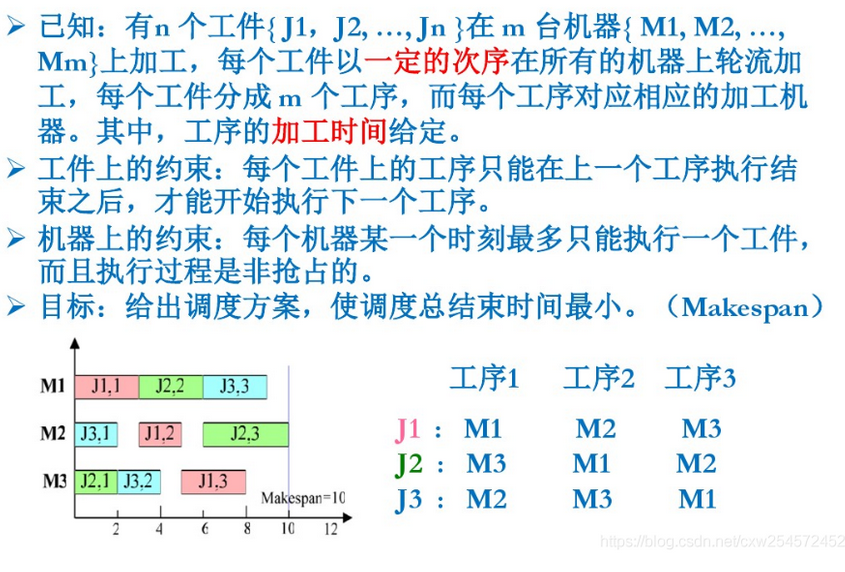 ➢ 已知：有n 个工件{ J1，J2, …, Jn }在 m 台机器{ M1, M2, …,
Mm}上加工，每个工件以一定的次序在所有的机器上轮流加
工，每个工件分成 m 个工序，而每个工序对应相应的加工机
器。其中，工序的加工时间给定。
➢ 工件上的约束：每个工件上的工序只能在上一个工序执行结
束之后，才能开始执行下一个工序。
➢ 机器上的约束：每个机器某一个时刻最多只能执行一个工件，
而且执行过程是非抢占的。
➢ 目标：给出调度方案，使调度总结束时间最小。（Makespan）
M1 J1,1 J2,2 J3,3
M2 J3,1 J1,2 J2,3
M3 J2,1 J3,2 J1,3
Makespan=10
2 4 6 8 10 12
工序1 工序2 工序3
J1 ： M1 M2 M3
J2 ： M3 M1 M2
J3 ： M2 M3 M1
https://blog.csdn.net/cxw254572452